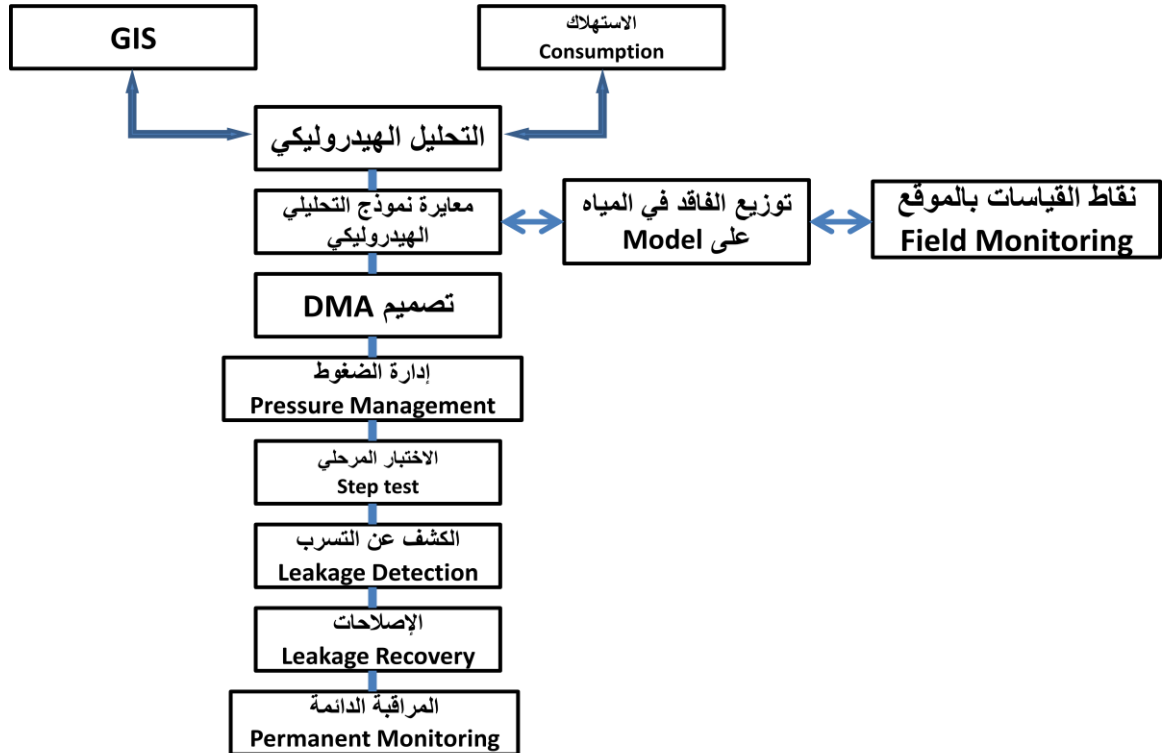 GIS
الاستهلاك
Consumption
التحليل الهيدروليكي
معايرة نموذج التحليلي
الهيدروليكي
توزيع الفاقد في المياه
على Model
نقاط القياسات بالموقع
Field Monitoring
تصميم DMA
إدارة الضغوط
Pressure Management
الاختبار المرحلي
Step test
الكشف عن التسرب
Leakage Detection
الإصلاحات
Leakage Recovery
المراقبة الدائمة
Permanent Monitoring